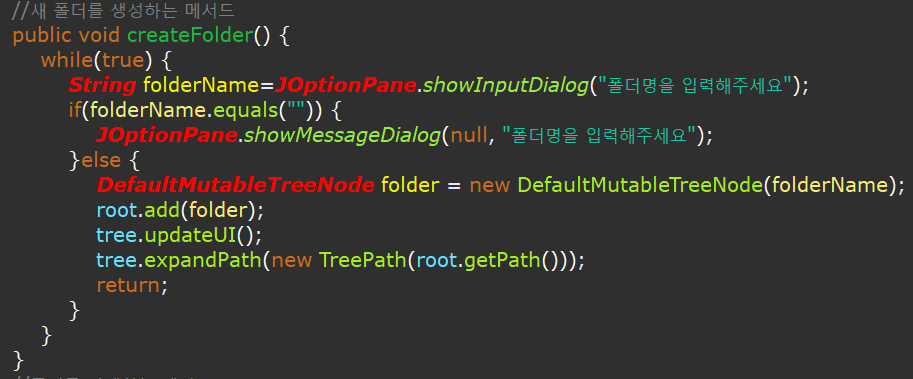 //새 폴더를 생성하는 메서드
public void createFolder() {
while(true) {
String folderName=JOptionPane.showInputDialog("폴더명을 입력해주세요");
if(folderName.equals("")) {
JOptionPane.showMessageDialog(null, "폴더명을 입력해주세요");
}else {
DefaultMutableTreeNode folder = new DefaultMutableTreeNode(folderName);
root.add(folder);
tree.updateUI();
tree.expandPath(new TreePath(root.getPath()));
return;
}
}
}